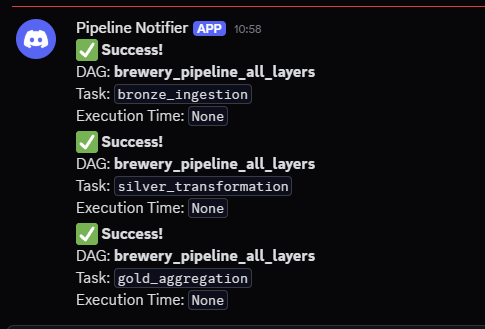 Pipeline Notifier APP 10:58
✅ Success!
DAG: brewery_pipeline_all_layers
Task: bronze_ingestion
Execution Time: None
✅ Success!
DAG: brewery_pipeline_all_layers
Task: silver_transformation
Execution Time: None
✅ Success!
DAG: brewery_pipeline_all_layers
Task: gold_aggregation
Execution Time: None